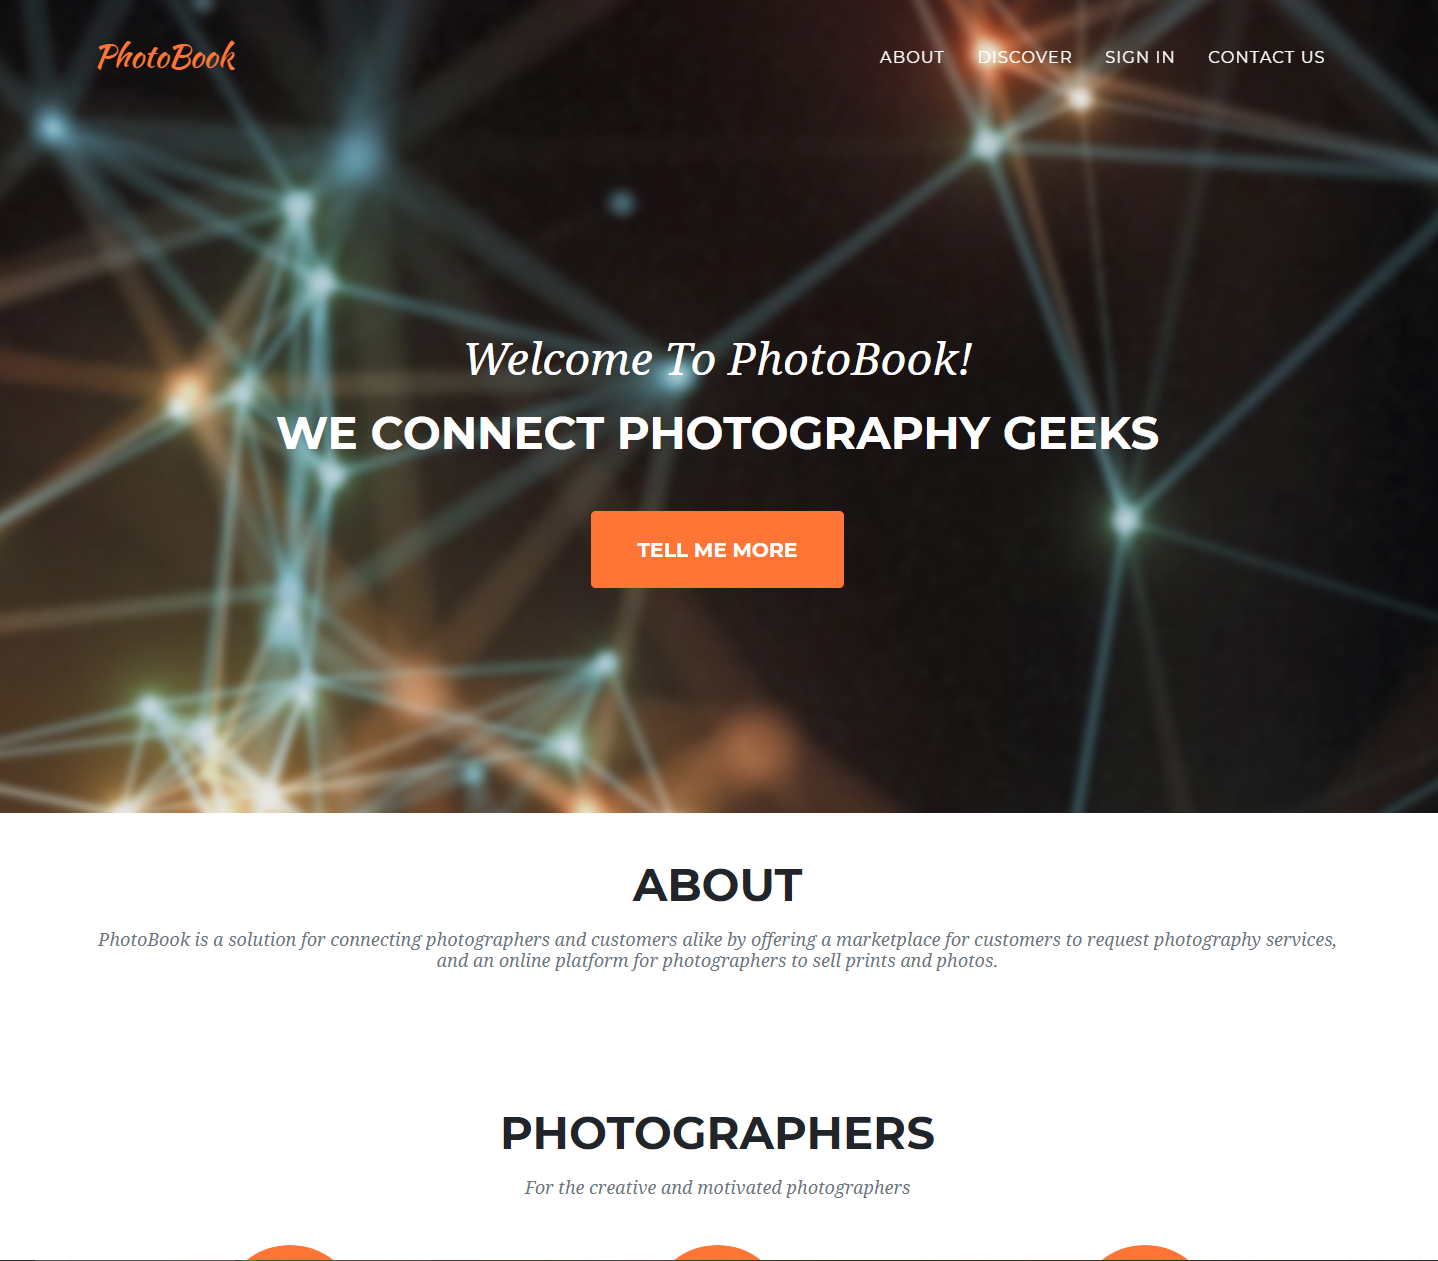 PhotoBook
ABOUT DISCOVER SIGN IN CONTACT US
Welcome To PhotoBook!
WE CONNECT PHOTOGRAPHY GEEKS
TELL ME MORE
ABOUT
PhotoBook is a solution for connecting photographers and customers alike by offering a marketplace for customers to request photography services,
and an online platform for photographers to sell prints and photos.
PHOTOGRAPHERS
For the creative and motivated photographers